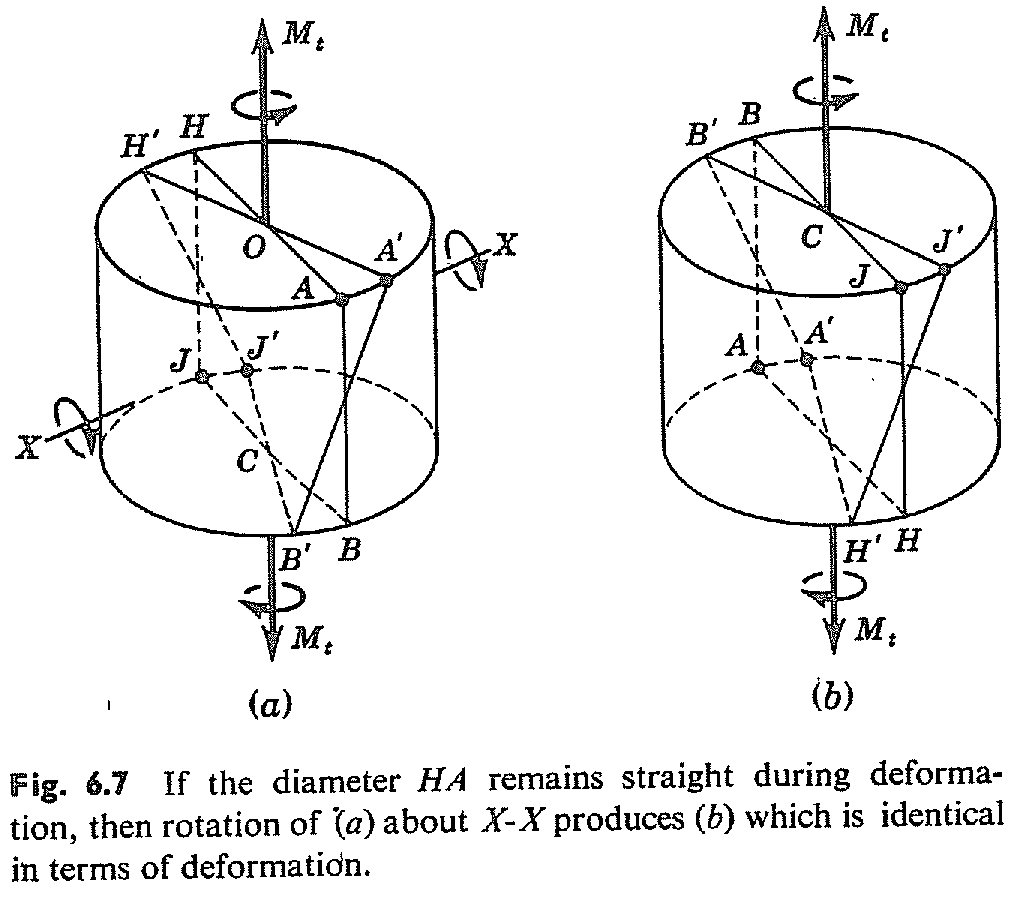 M_t
M_t
H'
H
B'
B
O
A'
X
C
J'
A
J
J
J'
A
A'
X
C
B'
B
H'
H
M_t
M_t
(a)
(b)
Fig. 6.7 If the diameter HA remains straight during deforma-
tion, then rotation of (a) about X-X produces (b) which is identical
in terms of deformation.